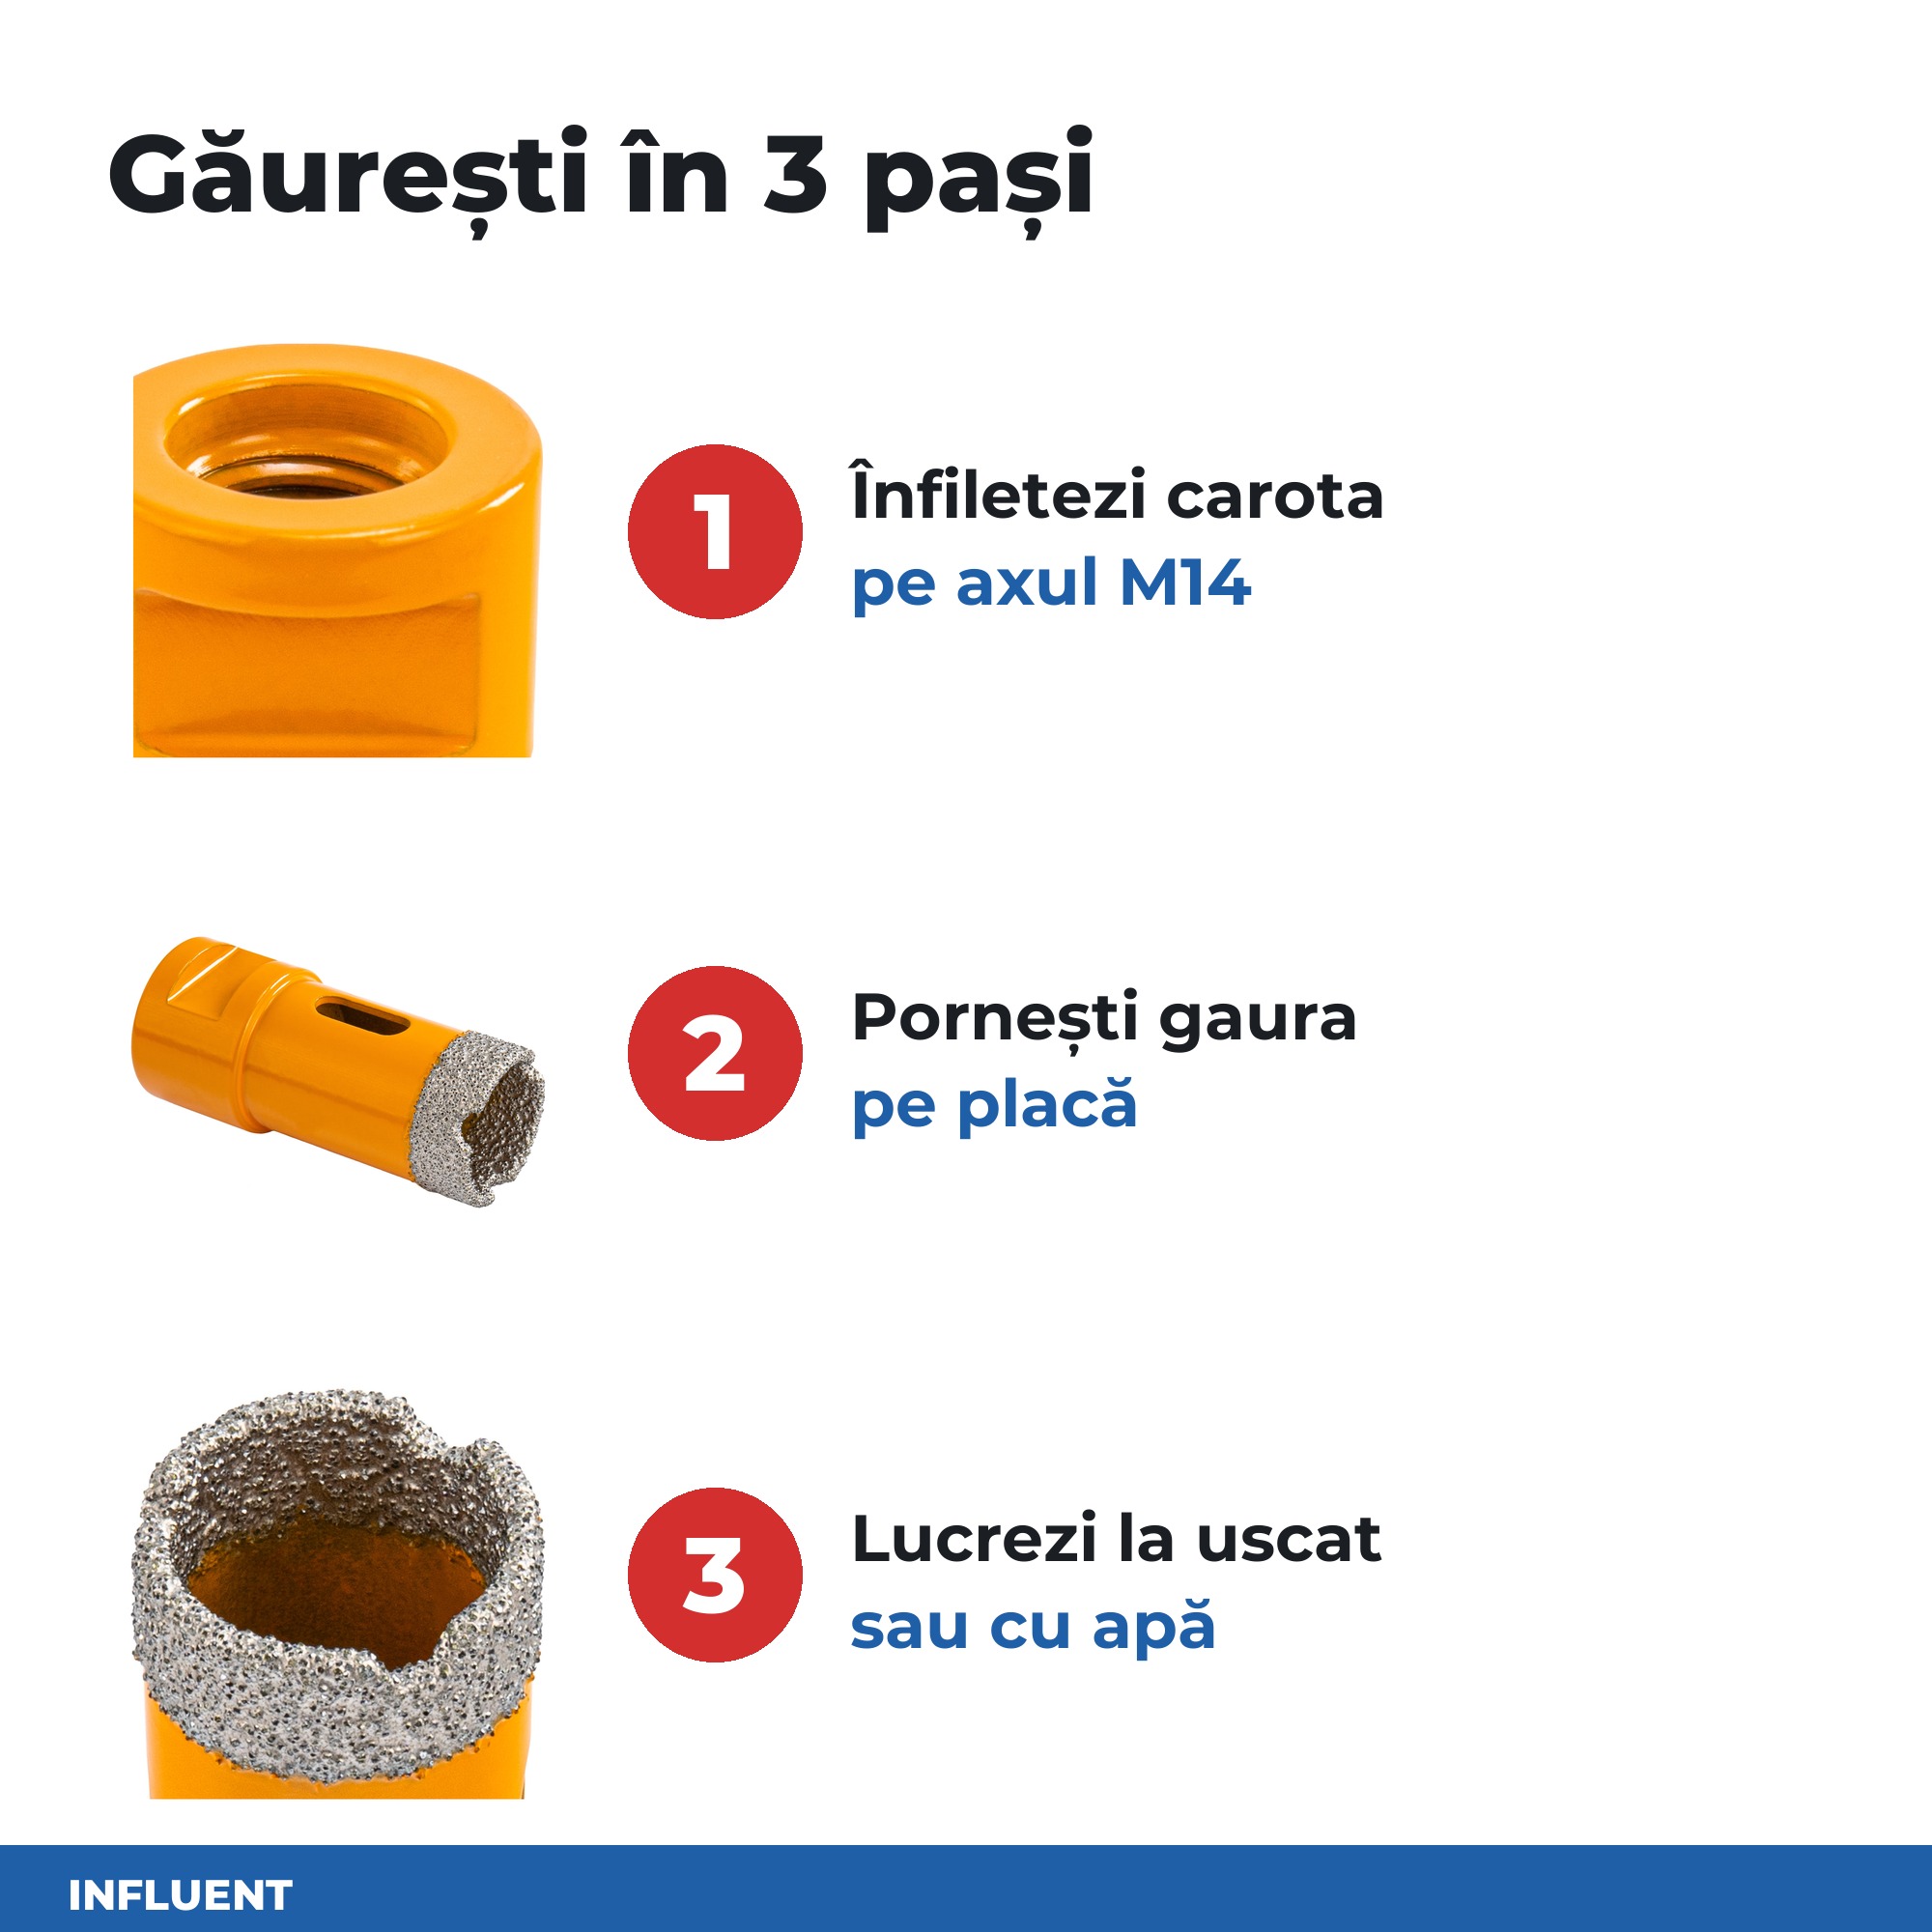 Găurești în 3 pași
1
Înfiletezi carota
pe axul M14
2
Pornești gaura
pe placă
3
Lucrezi la uscat
sau cu apă
INFLUENT